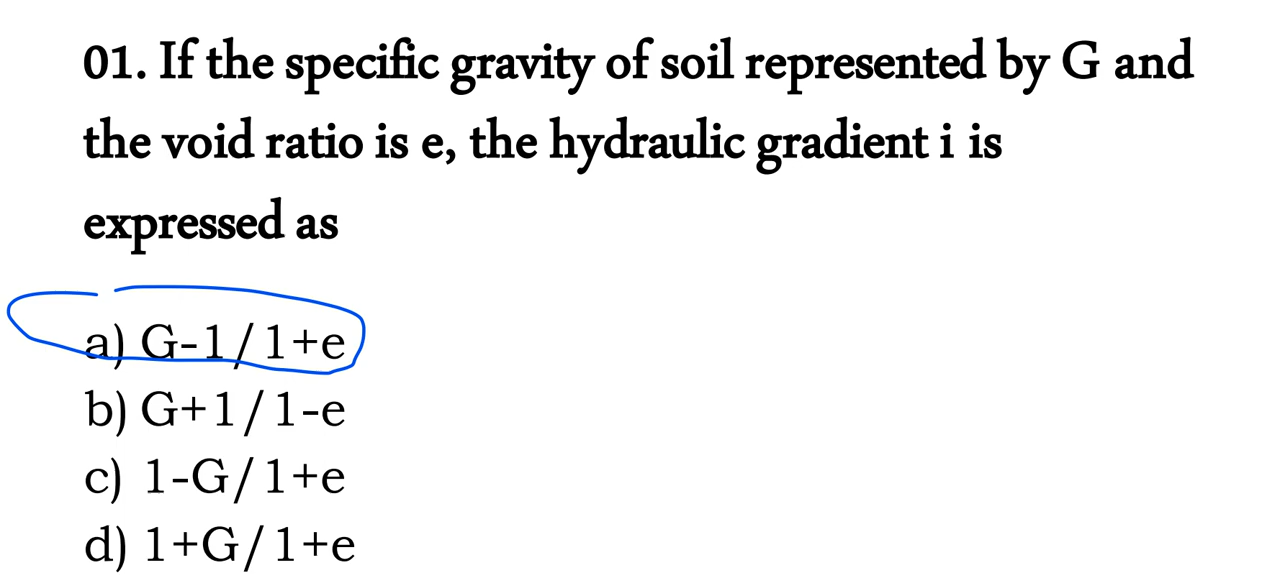 01. If the specific gravity of soil represented by G and
the void ratio is e, the hydraulic gradient i is
expressed as
a) G-1/1+e
b) G+1/1-e
c) 1-G/1+e
d) 1+G/1+e